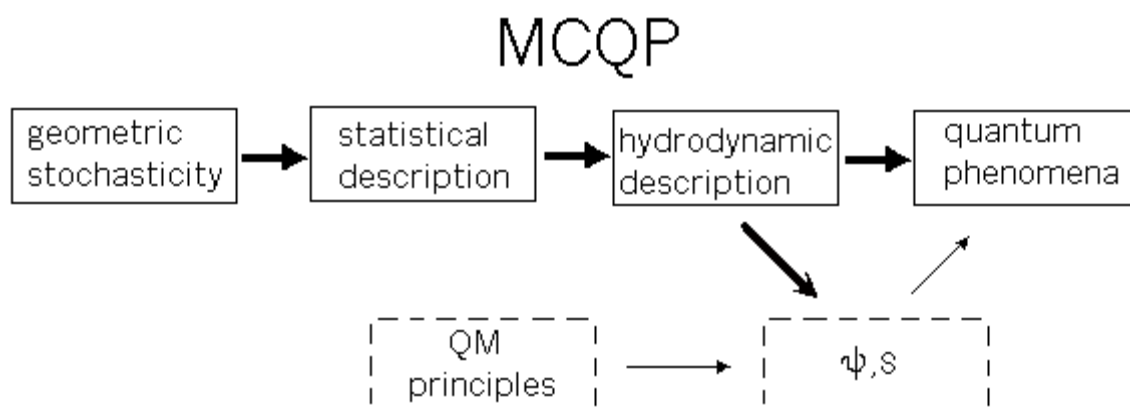 MCQP
geometric
stochasticity
statistical
description
hydrodynamic
description
quantum
phenomena
QM
principles
ψ,s